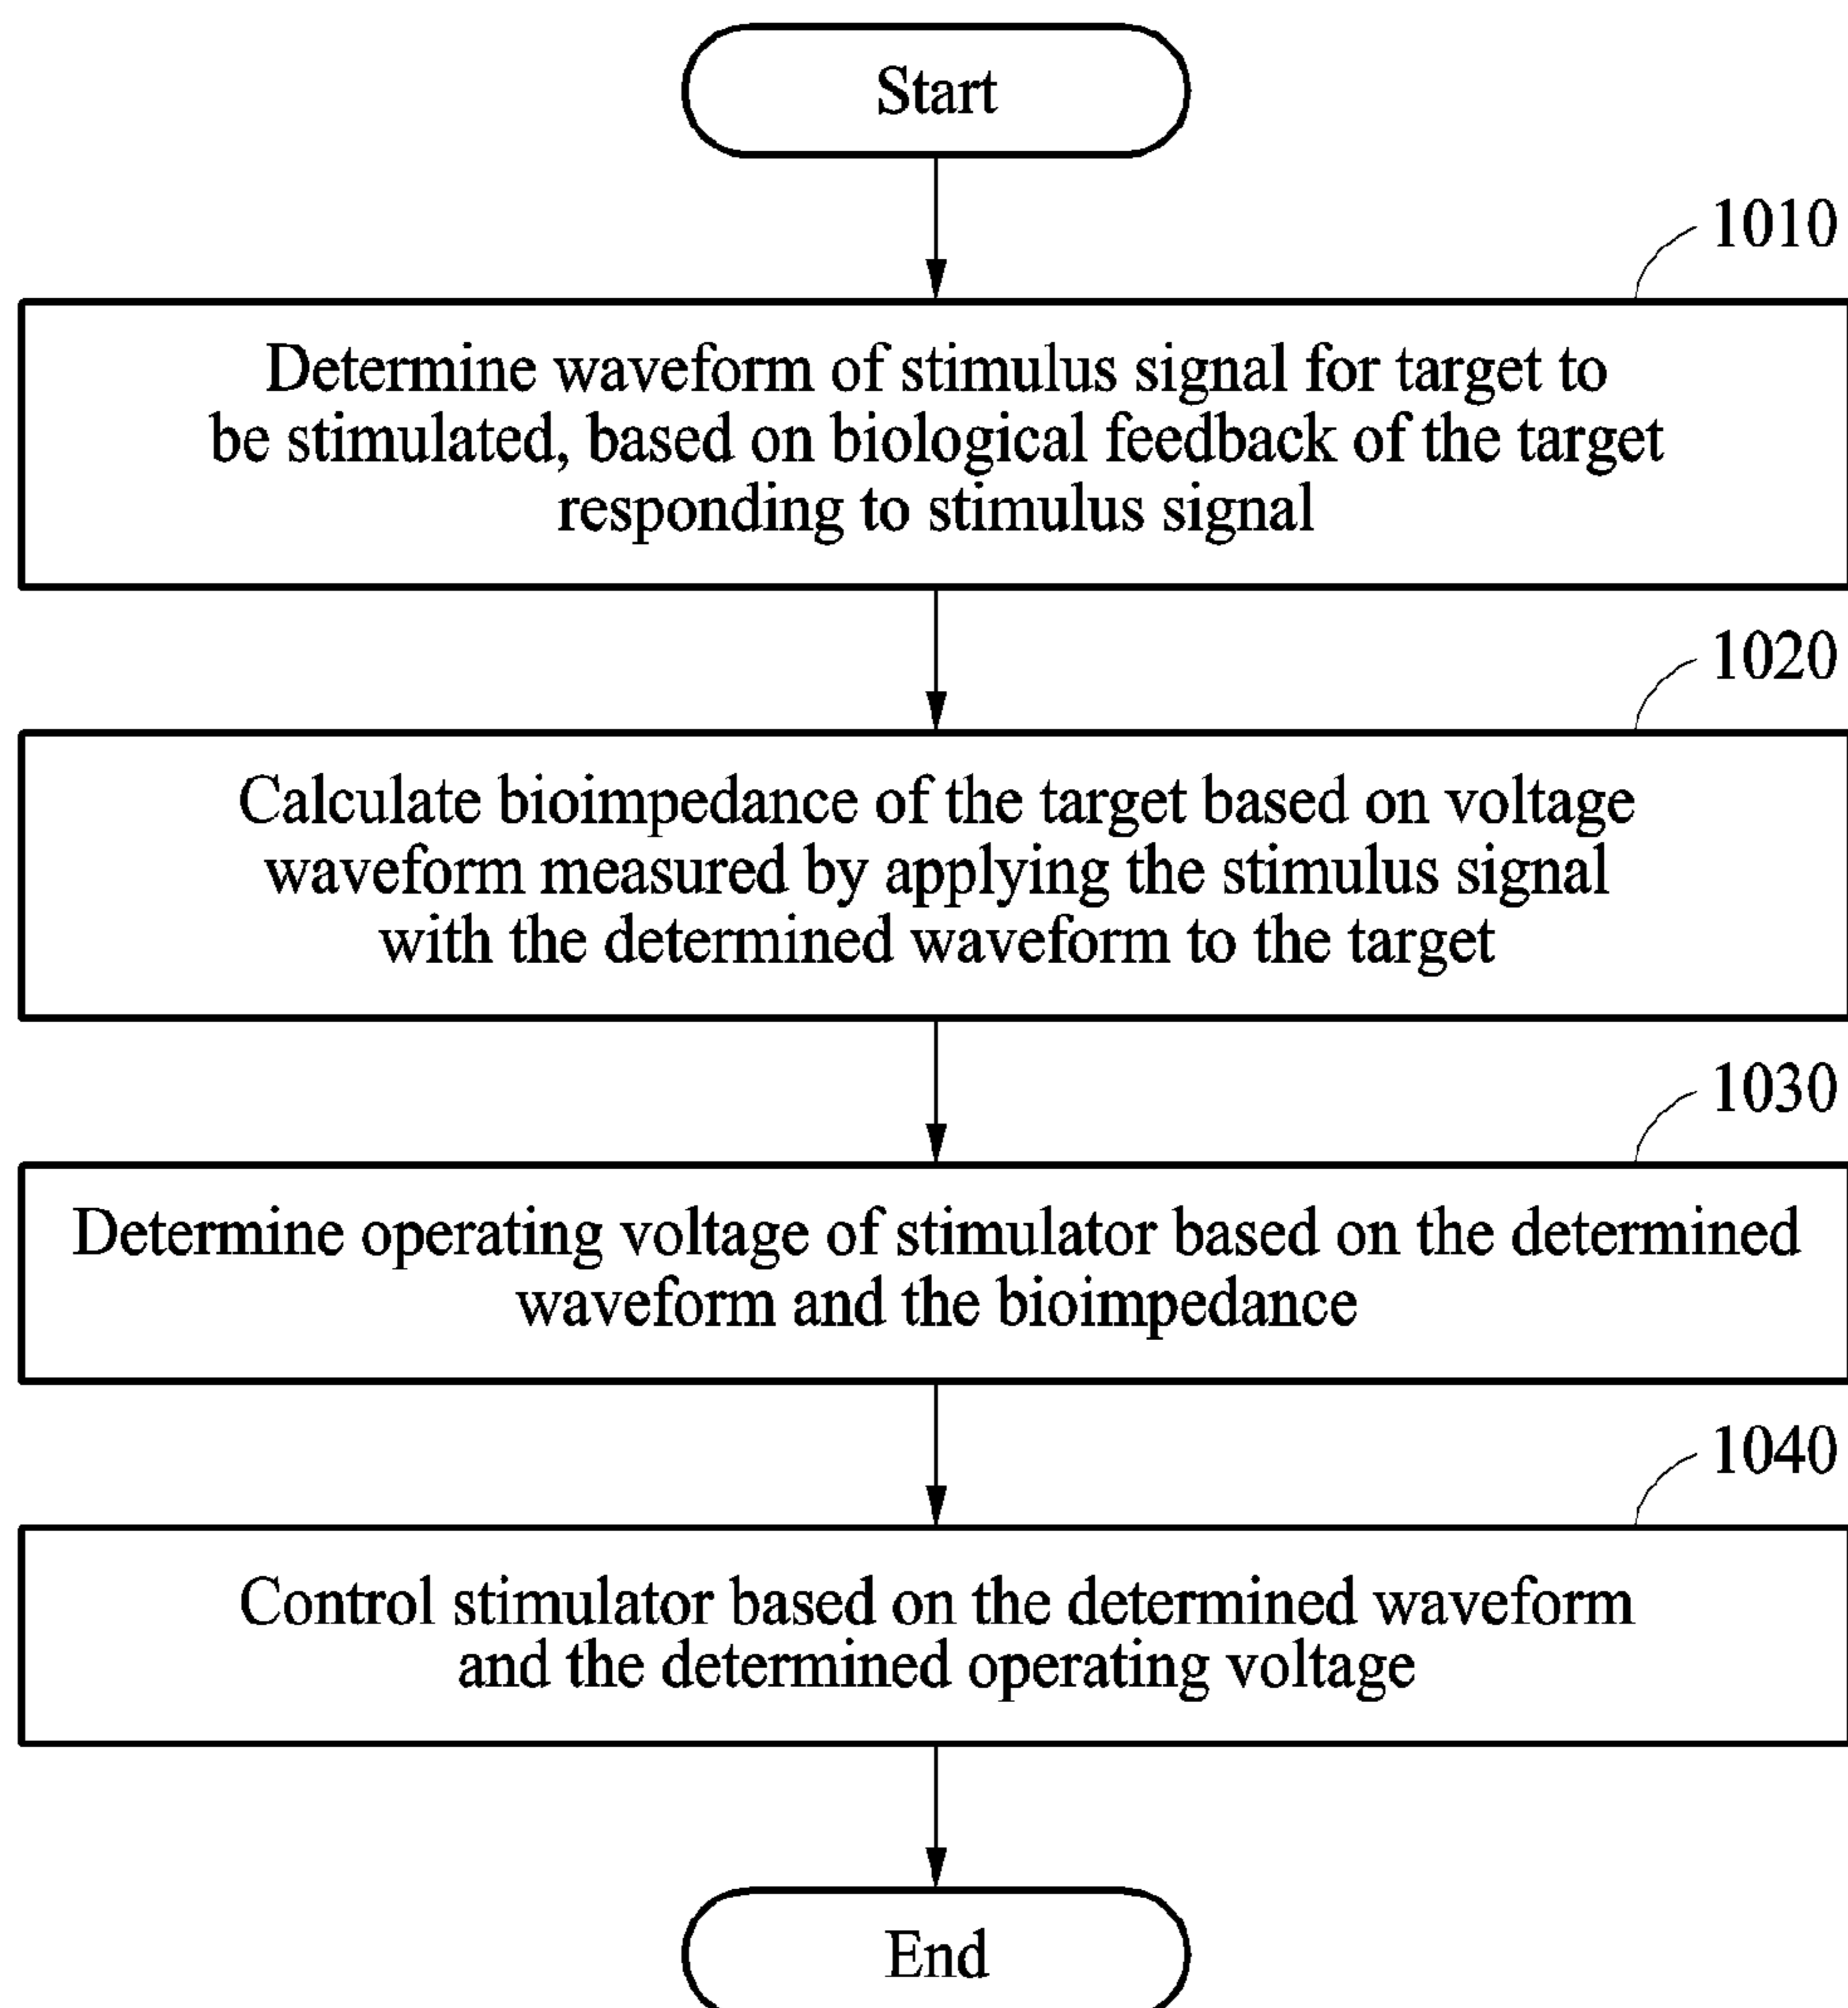 Start
1010
Determine waveform of stimulus signal for target to
be stimulated, based on biological feedback of the target
responding to stimulus signal
1020
Calculate bioimpedance of the target based on voltage
waveform measured by applying the stimulus signal
with the determined waveform to the target
1030
Determine operating voltage of stimulator based on the determined
waveform and the bioimpedance
1040
Control stimulator based on the determined waveform
and the determined operating voltage
End